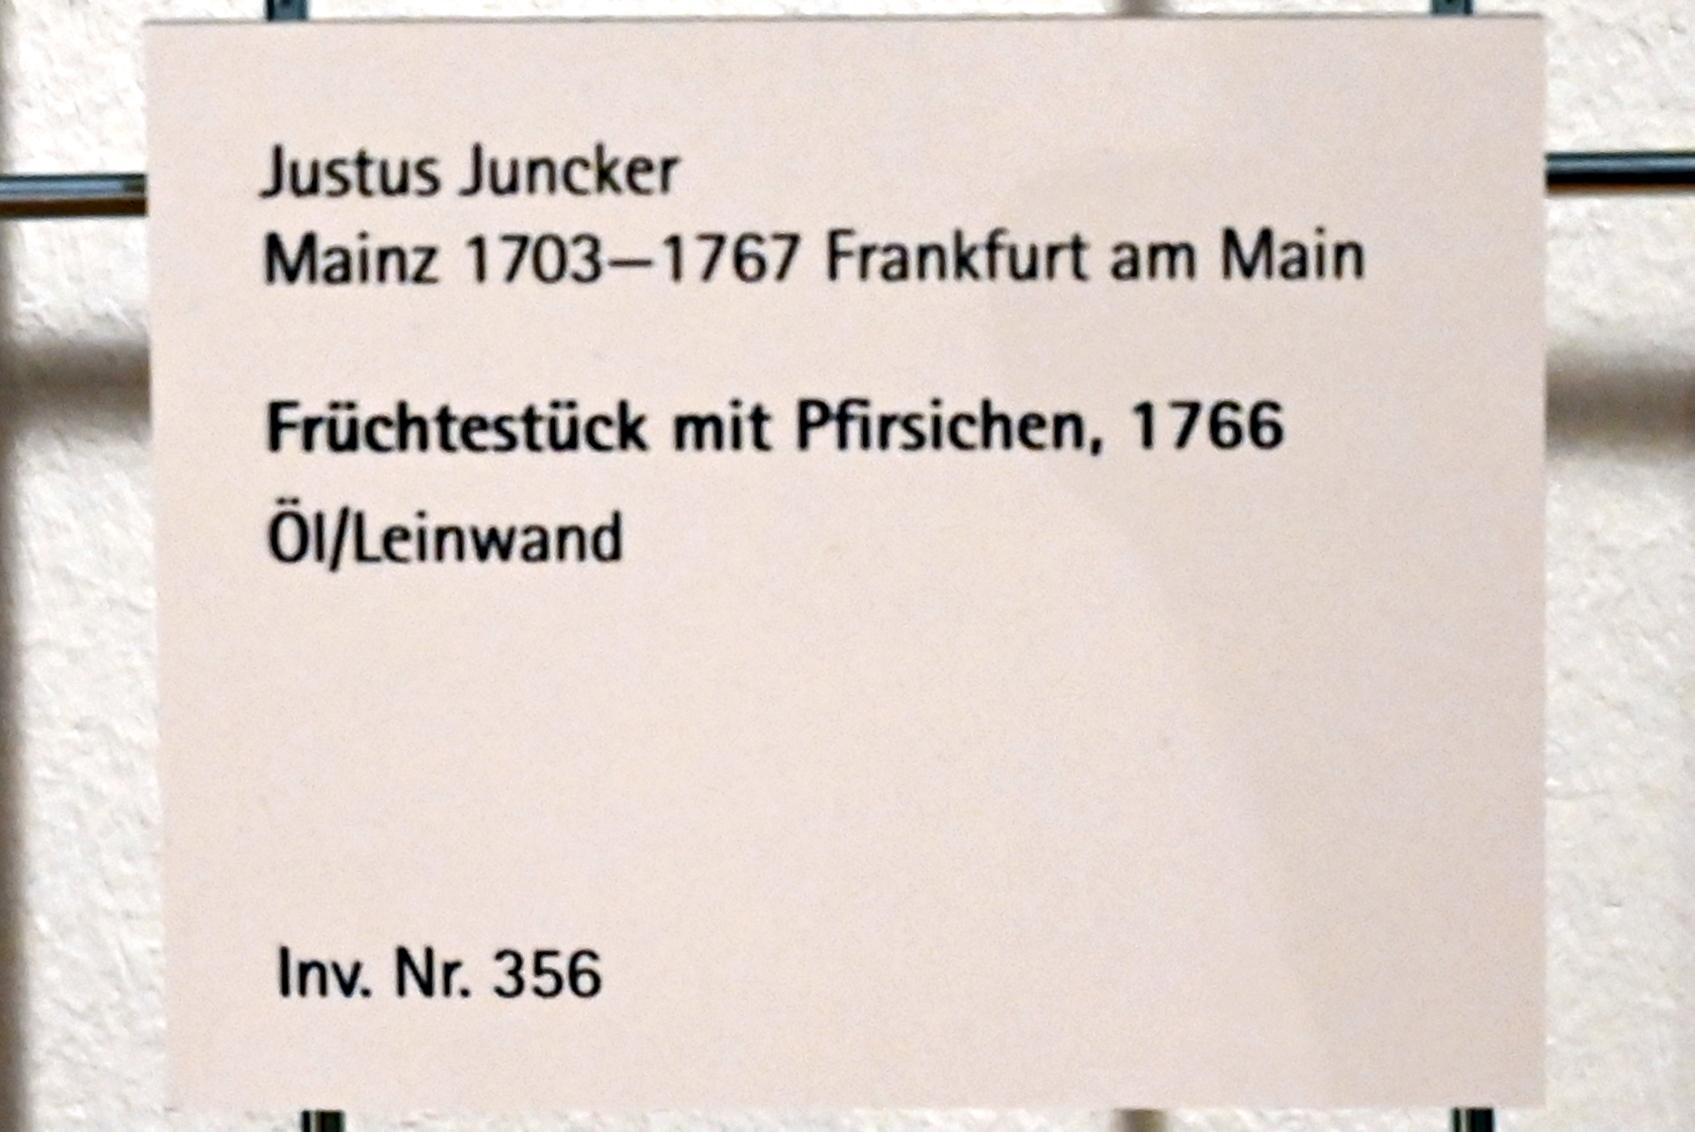 Justus Juncker
Mainz 1703–1767 Frankfurt am Main
Früchtestück mit Pfirsichen, 1766
Öl/Leinwand
Inv. Nr. 356